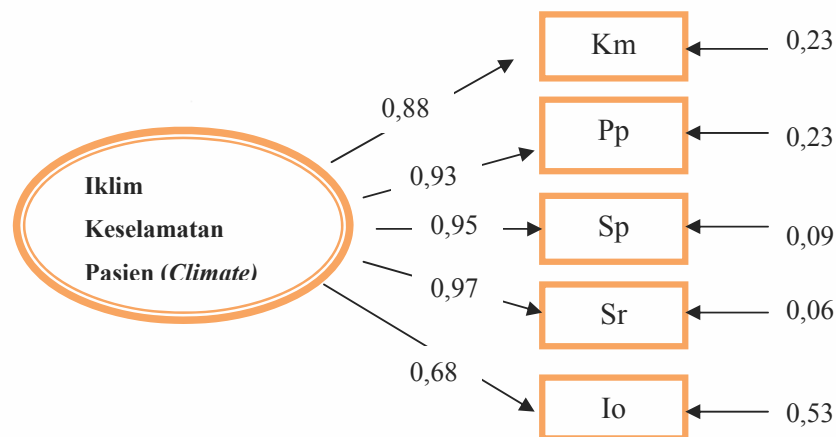 Km
0,23
0,88
Pp
0,23
0,93
Iklim
Keselamatan
Pasien (Climate)
0,95
Sp
0,09
0,97
Sr
0,06
0,68
Io
0,53